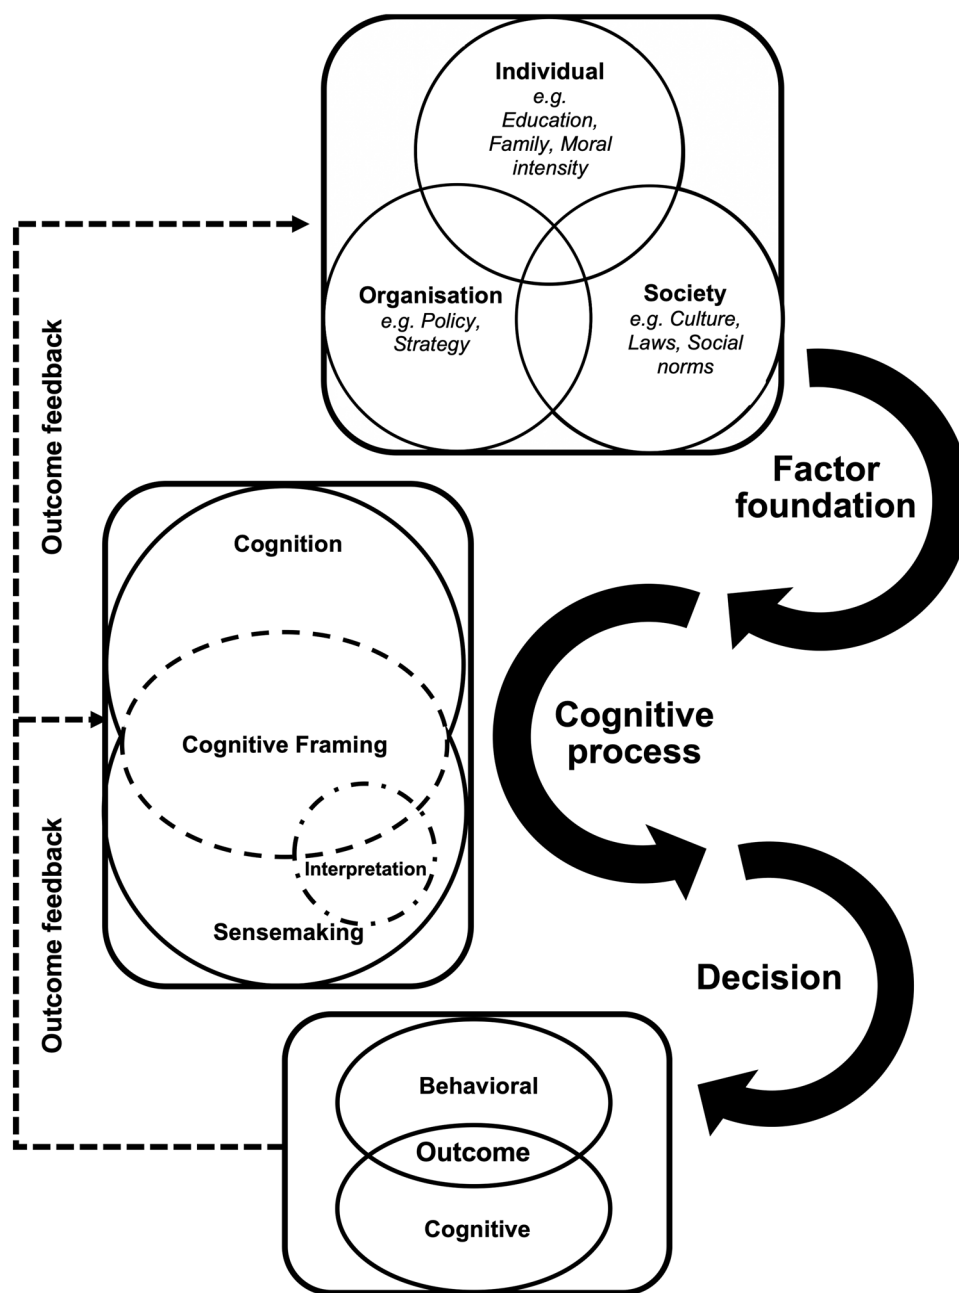 Individual
e.g.
Education,
Family, Moral
intensity
Organisation
e.g. Policy,
Strategy
Society
e.g. Culture,
Laws, Social
norms
Factor
foundation
Outcome feedback
Cognition
Cognitive Framing
Interpretation
Sensemaking
Cognitive
process
Outcome feedback
Decision
Behavioral
Outcome
Cognitive